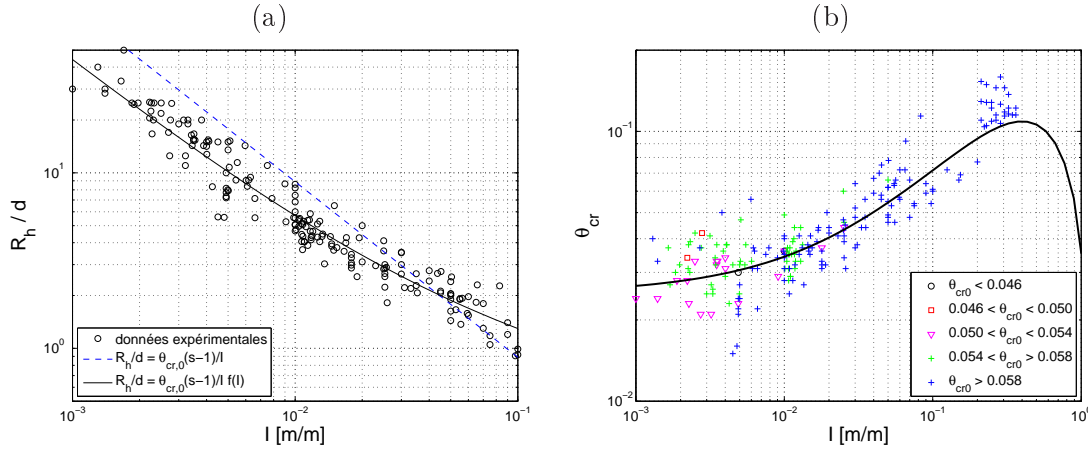 (a)
(b)
R_h / d
10^1
10^0
10^−3
10^−2
10^−1
I [m/m]
données expérimentales
R_h/d = θ_cr,0(s−1)/I
R_h/d = θ_cr,0(s−1)/I f(I)
θ_cr
10^−1
10^−2
10^−3
10^−2
10^−1
10^0
I [m/m]
θ_cr0 < 0.046
0.046 < θ_cr0 < 0.050
0.050 < θ_cr0 < 0.054
0.054 < θ_cr0 > 0.058
θ_cr0 > 0.058